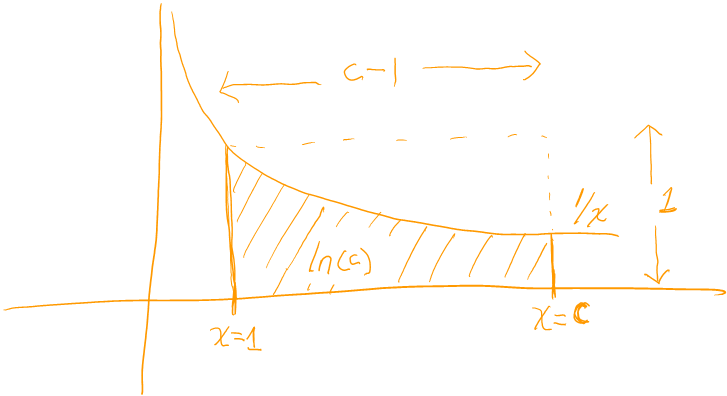 a-1
1/x
1
ln(a)
x=1
x=c